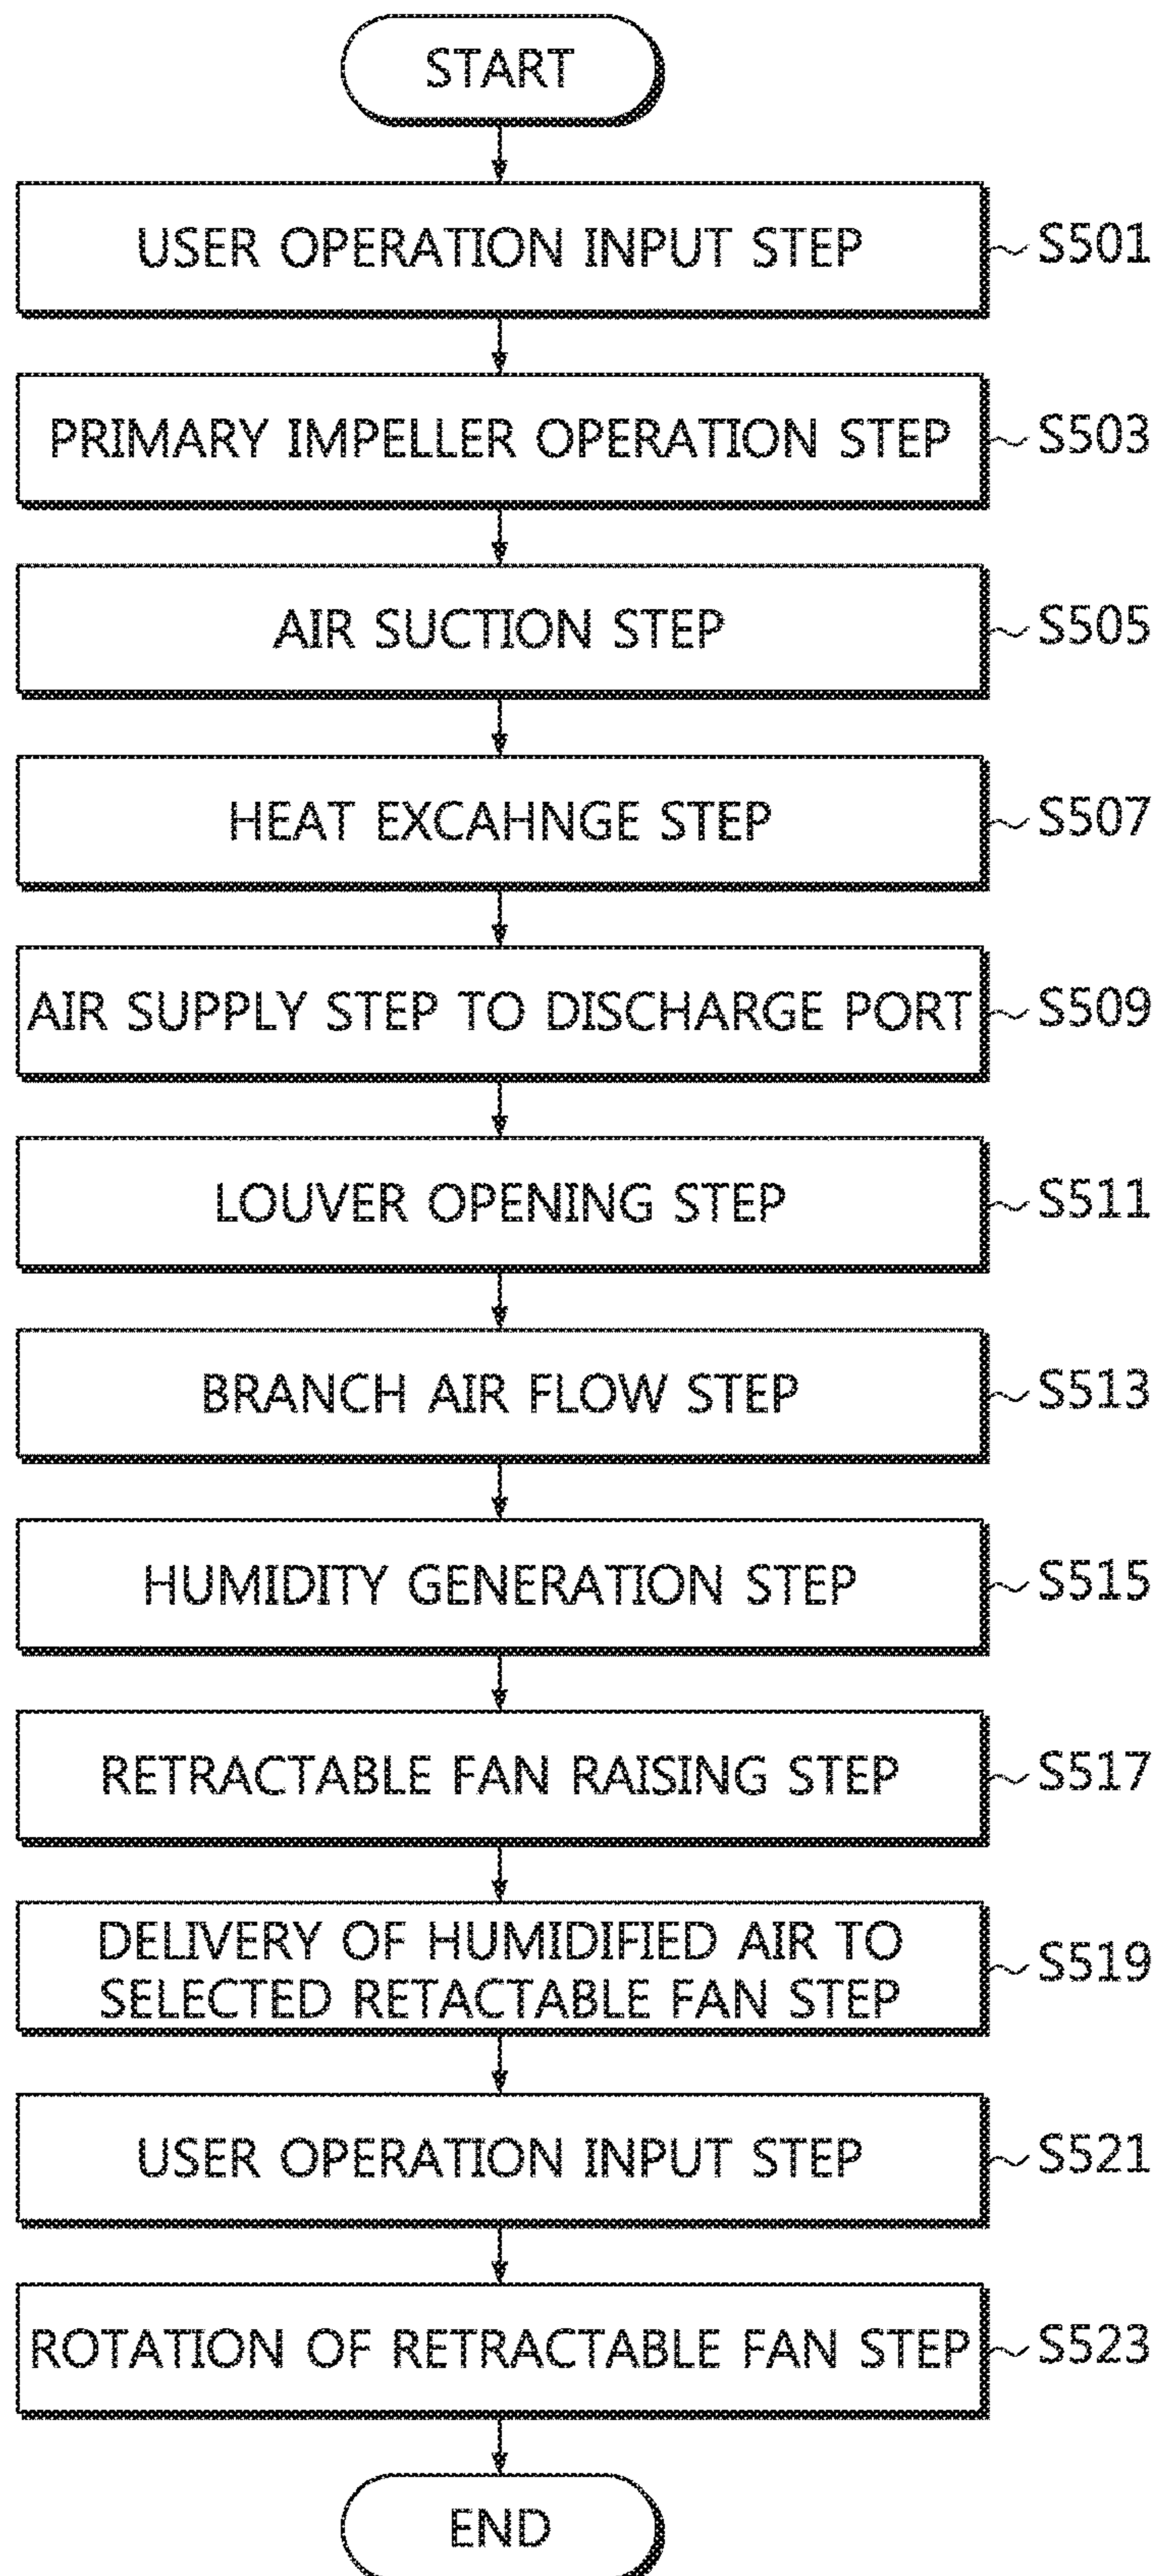 START
USER OPERATION INPUT STEP
S501
PRIMARY IMPELLER OPERATION STEP
S503
AIR SUCTION STEP
S505
HEAT EXCAHNGE STEP
S507
AIR SUPPLY STEP TO DISCHARGE PORT
S509
LOUVER OPENING STEP
S511
BRANCH AIR FLOW STEP
S513
HUMIDITY GENERATION STEP
S515
RETRACTABLE FAN RAISING STEP
S517
DELIVERY OF HUMIDIFIED AIR TO
SELECTED RETACTABLE FAN STEP
S519
USER OPERATION INPUT STEP
S521
ROTATION OF RETRACTABLE FAN STEP
S523
END